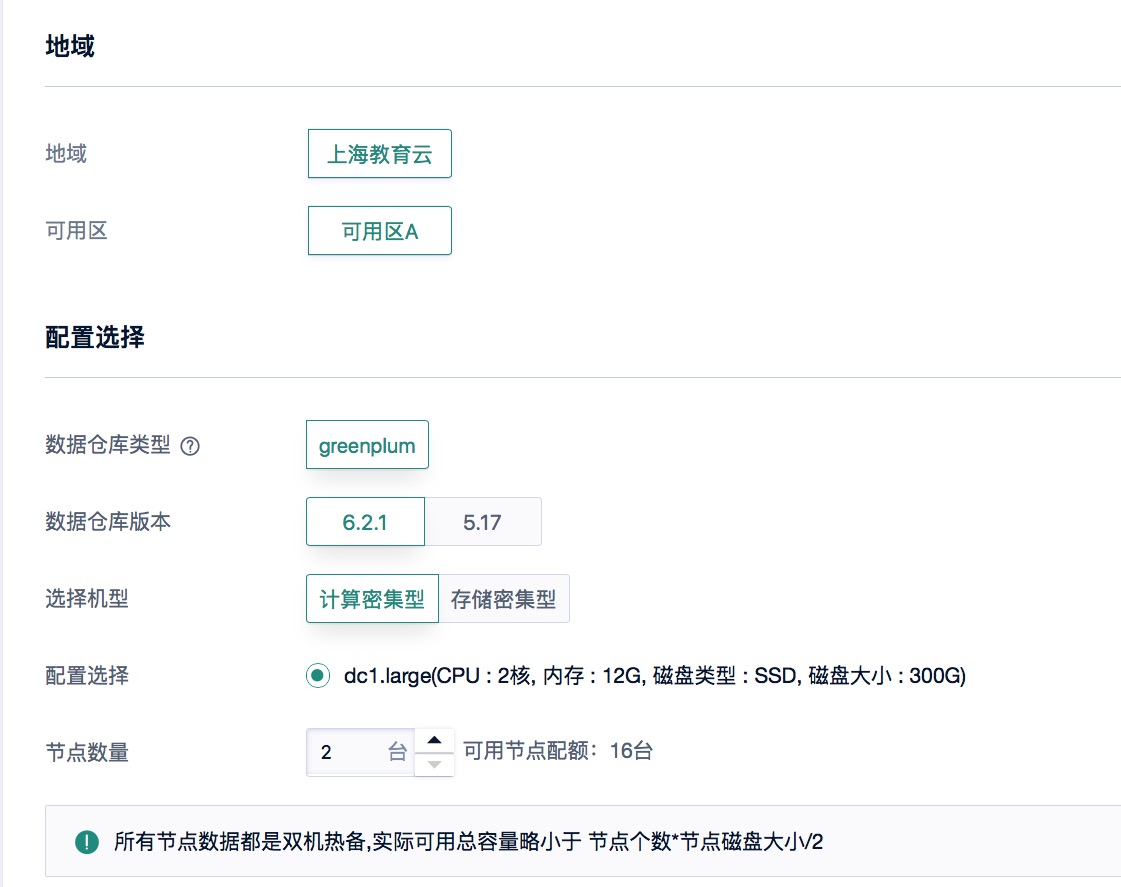 地域
地域 上海教育云
可用区 可用区A
配置选择
数据仓库类型 ? greenplum
数据仓库版本 6.2.1 5.17
选择机型 计算密集型 存储密集型
配置选择 dc1.large(CPU : 2核, 内存 : 12G, 磁盘类型 : SSD, 磁盘大小 : 300G)
节点数量 2 台 可用节点配额：16台
! 所有节点数据都是双机热备,实际可用总容量略小于 节点个数*节点磁盘大小/2